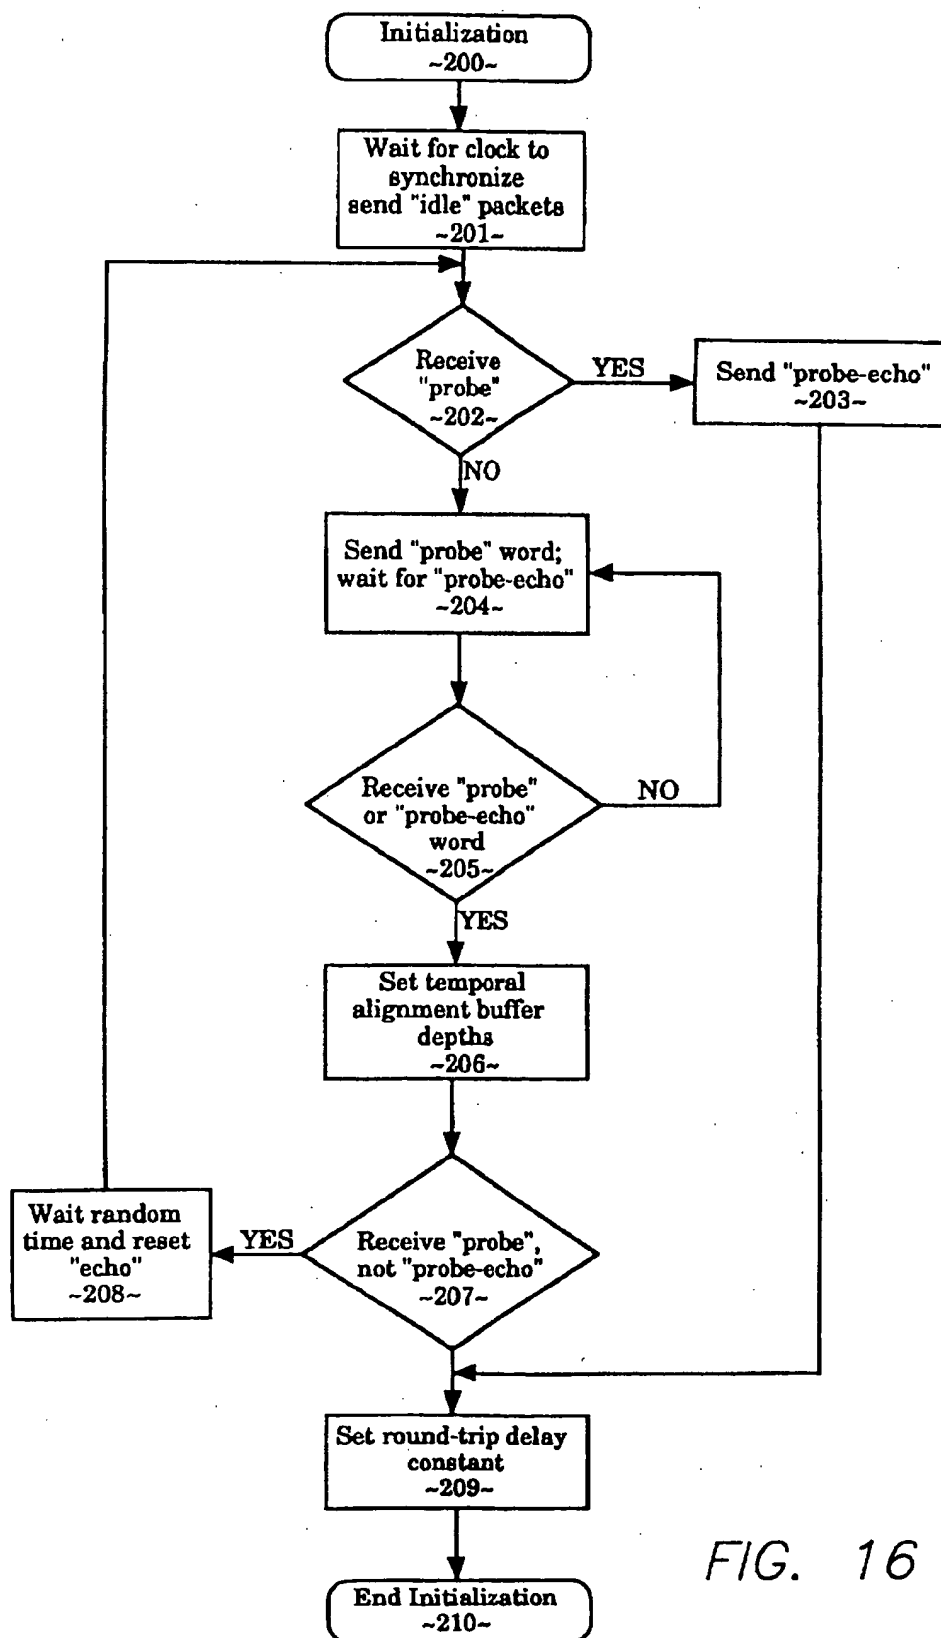 Initialization
~200~
Wait for clock to
synchronize
send "idle" packets
~201~
Receive
"probe"
~202~
YES
Send "probe-echo"
~203~
NO
Send "probe" word;
wait for "probe-echo"
~204~
Receive "probe"
or "probe-echo"
word
~205~
NO
YES
Set temporal
alignment buffer
depths
~206~
Wait random
time and reset
"echo"
~208~
YES
Receive "probe",
not "probe-echo"
~207~
Set round-trip delay
constant
~209~
End Initialization
~210~
FIG. 16